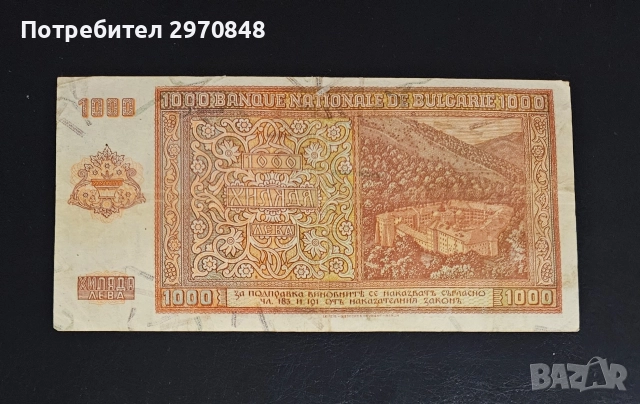 Потребител 2970848
1000
1000 BANQUE NATIONALE DE BULGARIE 1000
1000
ХИЛЯДА
ЛЕВА
ХИЛЯДА
ЛЕВА
1000
ЗА ПОДПРАВКА ВИНОВНИТѢ СЕ НАКАЗВАТЪ СЪГЛАСНО
ЧЛ. 183 И 191 ОТЪ НАКАЗАТЕЛНИЯ ЗАКОНЪ
1000
BAZAR